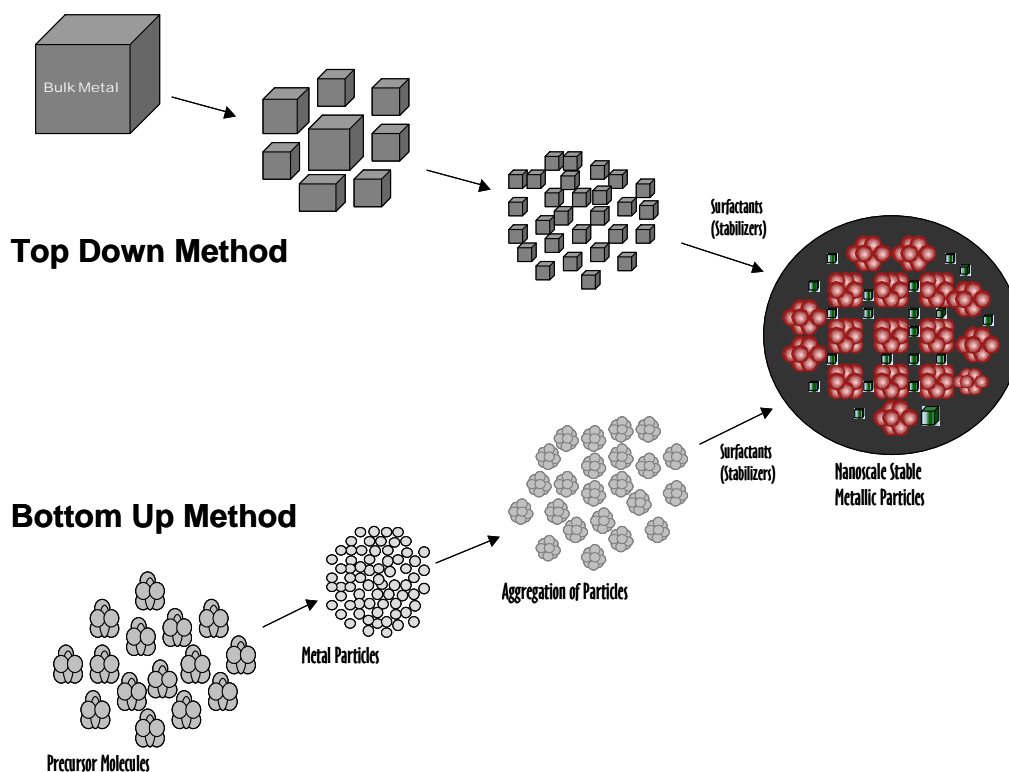 Bulk Metal
Top Down Method
Surfactants
(Stabilizers)
Nanoscale Stable
Metallic Particles
Surfactants
(Stabilizers)
Bottom Up Method
Aggregation of Particles
Metal Particles
Precursor Molecules